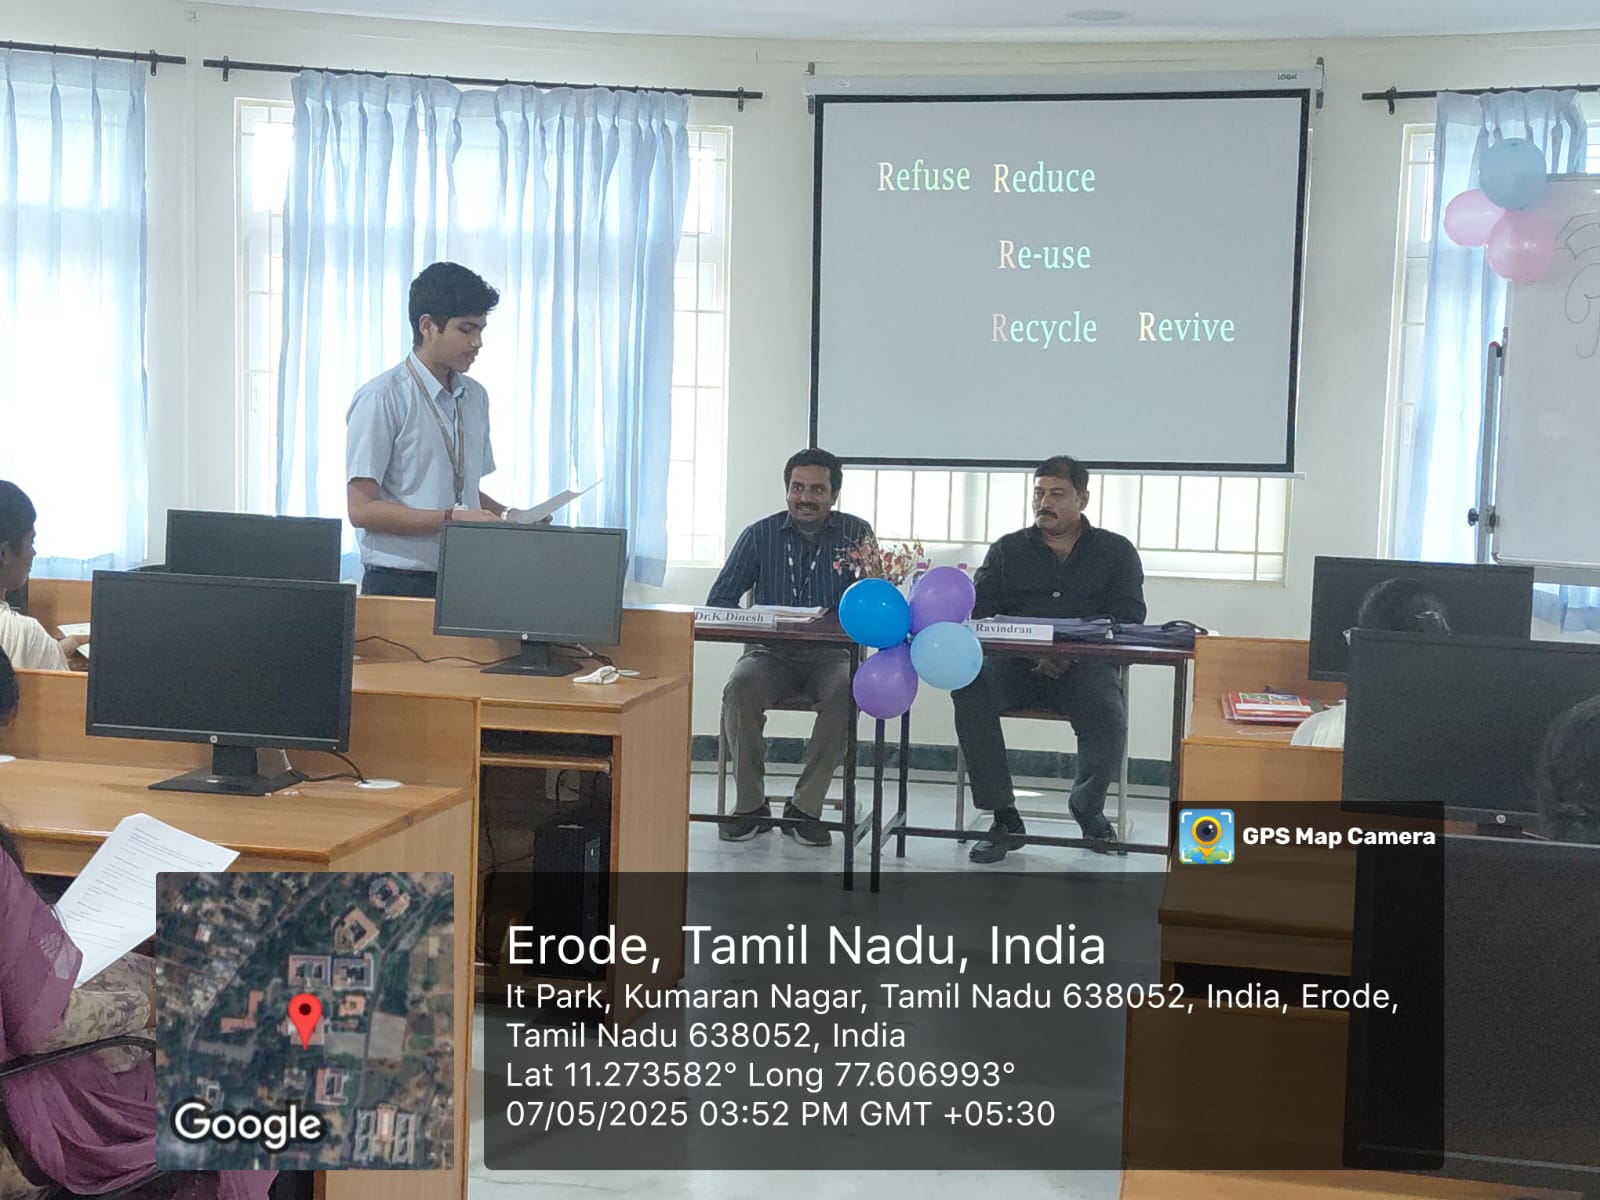 LOGIK
Refuse Reduce
Re-use
Recycle Revive
Dr.K.Dinesh
Ravindran
GPS Map Camera
Erode, Tamil Nadu, India
It Park, Kumaran Nagar, Tamil Nadu 638052, India, Erode,
Tamil Nadu 638052, India
Lat 11.273582° Long 77.606993°
07/05/2025 03:52 PM GMT +05:30
Google